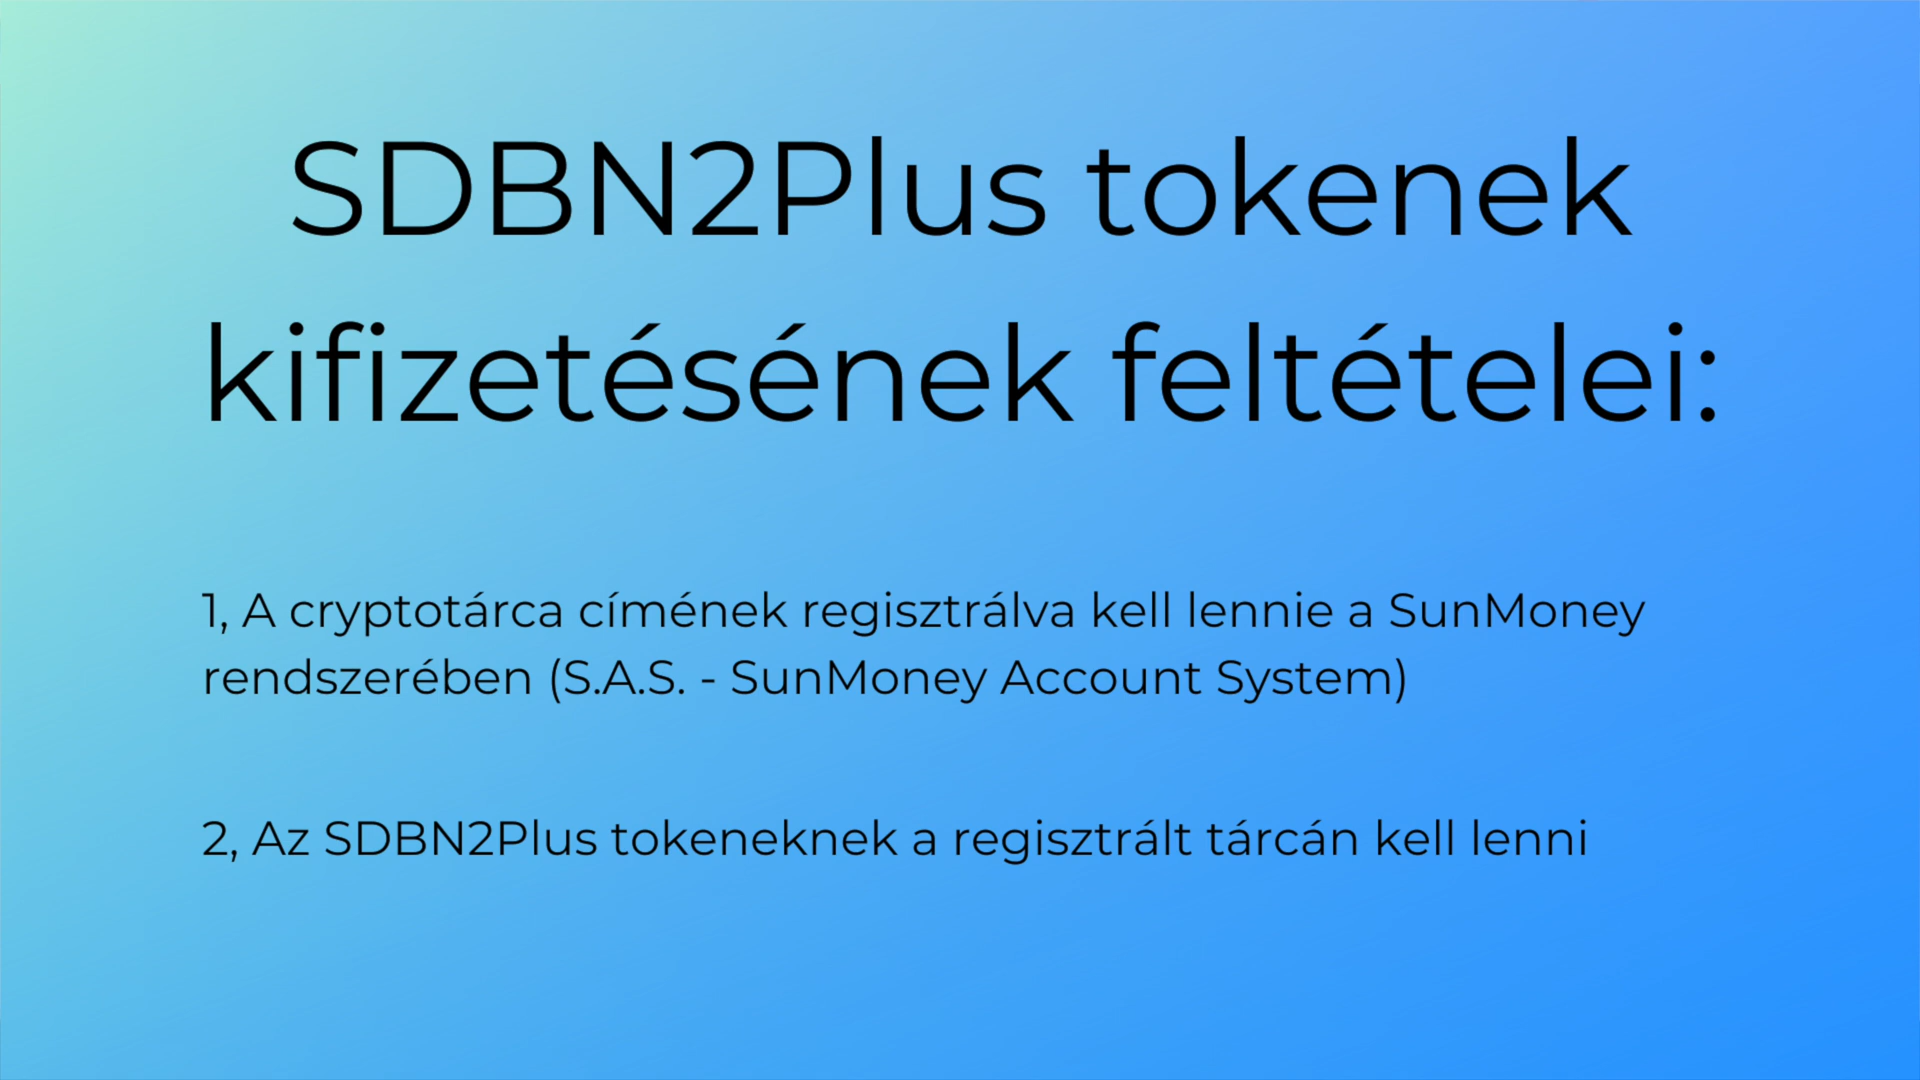 SDBN2Plus tokenek
kifizetésének feltételei:
1, A cryptotárca címének regisztrálva kell lennie a SunMoney
rendszerében (S.A.S. - SunMoney Account System)
2, Az SDBN2Plus tokeneknek a regisztrált tárcán kell lenni